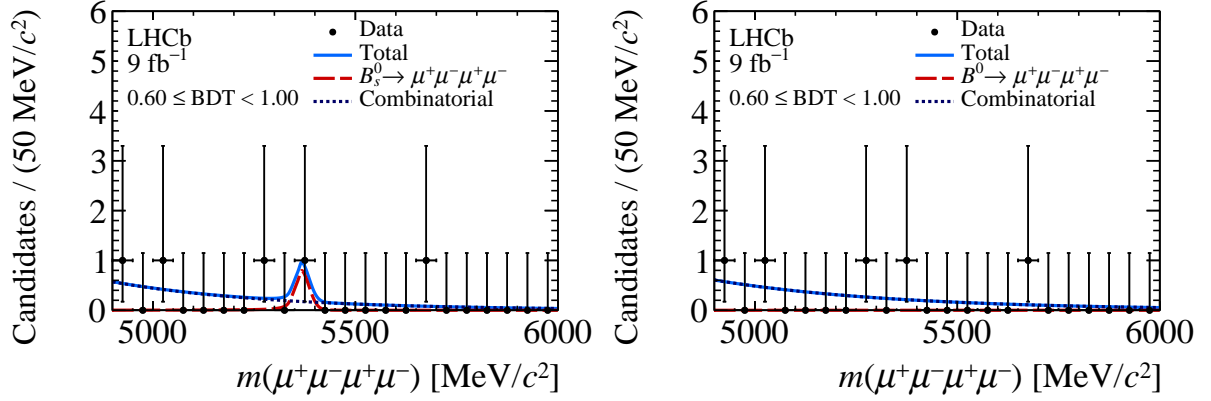 Candidates / (50 MeV/c²)
6
5
4
3
2
1
0
LHCb
9 fb⁻¹
0.60 ≤ BDT < 1.00
Data
Total
B⁰ₛ → μ⁺μ⁻μ⁺μ⁻
Combinatorial
5000
5500
6000
m(μ⁺μ⁻μ⁺μ⁻) [MeV/c²]
Candidates / (50 MeV/c²)
6
5
4
3
2
1
0
LHCb
9 fb⁻¹
0.60 ≤ BDT < 1.00
Data
Total
B⁰ → μ⁺μ⁻μ⁺μ⁻
Combinatorial
5000
5500
6000
m(μ⁺μ⁻μ⁺μ⁻) [MeV/c²]